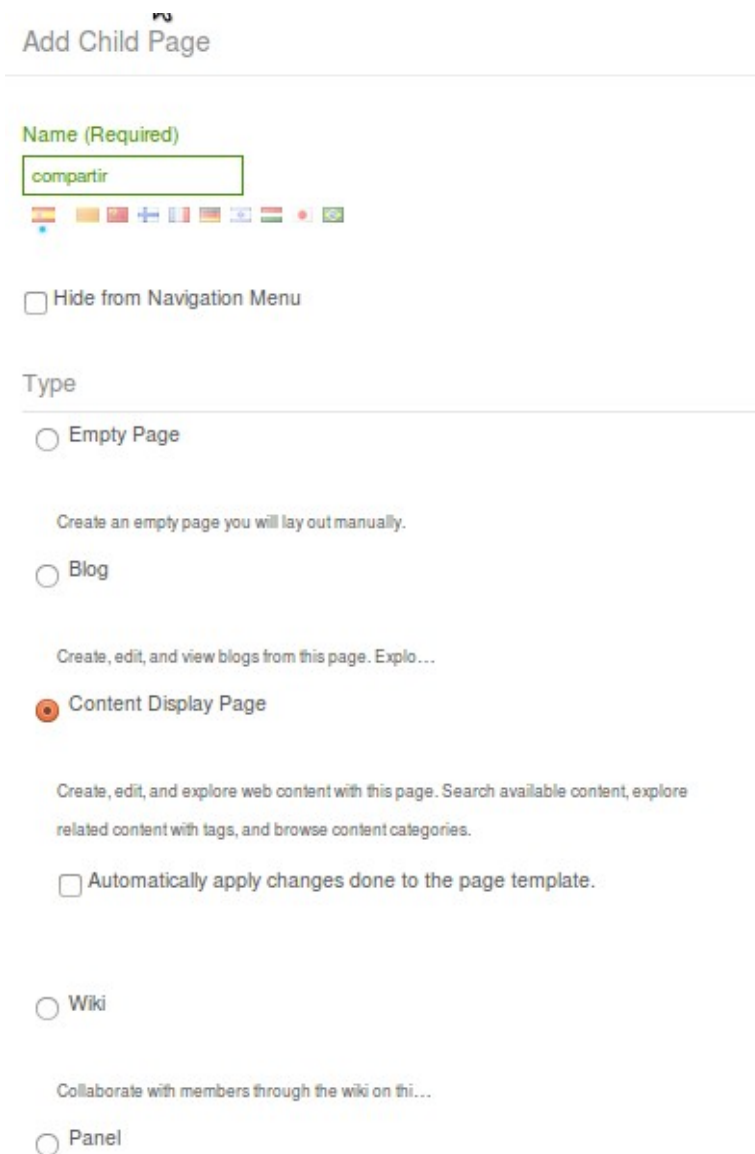 Add Child Page
Name (Required)
compartir
Hide from Navigation Menu
Type
Empty Page
Create an empty page you will lay out manually.
Blog
Create, edit, and view blogs from this page. Explo...
Content Display Page
Create, edit, and explore web content with this page. Search available content, explore
related content with tags, and browse content categories.
Automatically apply changes done to the page template.
Wiki
Collaborate with members through the wiki on thi...
Panel